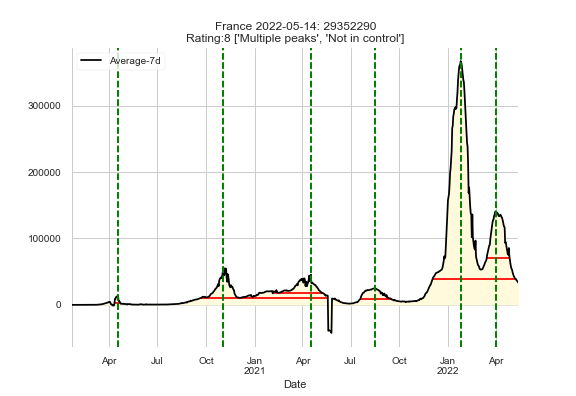 France 2022-05-14: 29352290
Rating:8 ['Multiple peaks', 'Not in control']
Average-7d
300000
200000
100000
0
Apr Jul Oct Jan Apr Jul Oct Jan Apr
2021 2022
Date